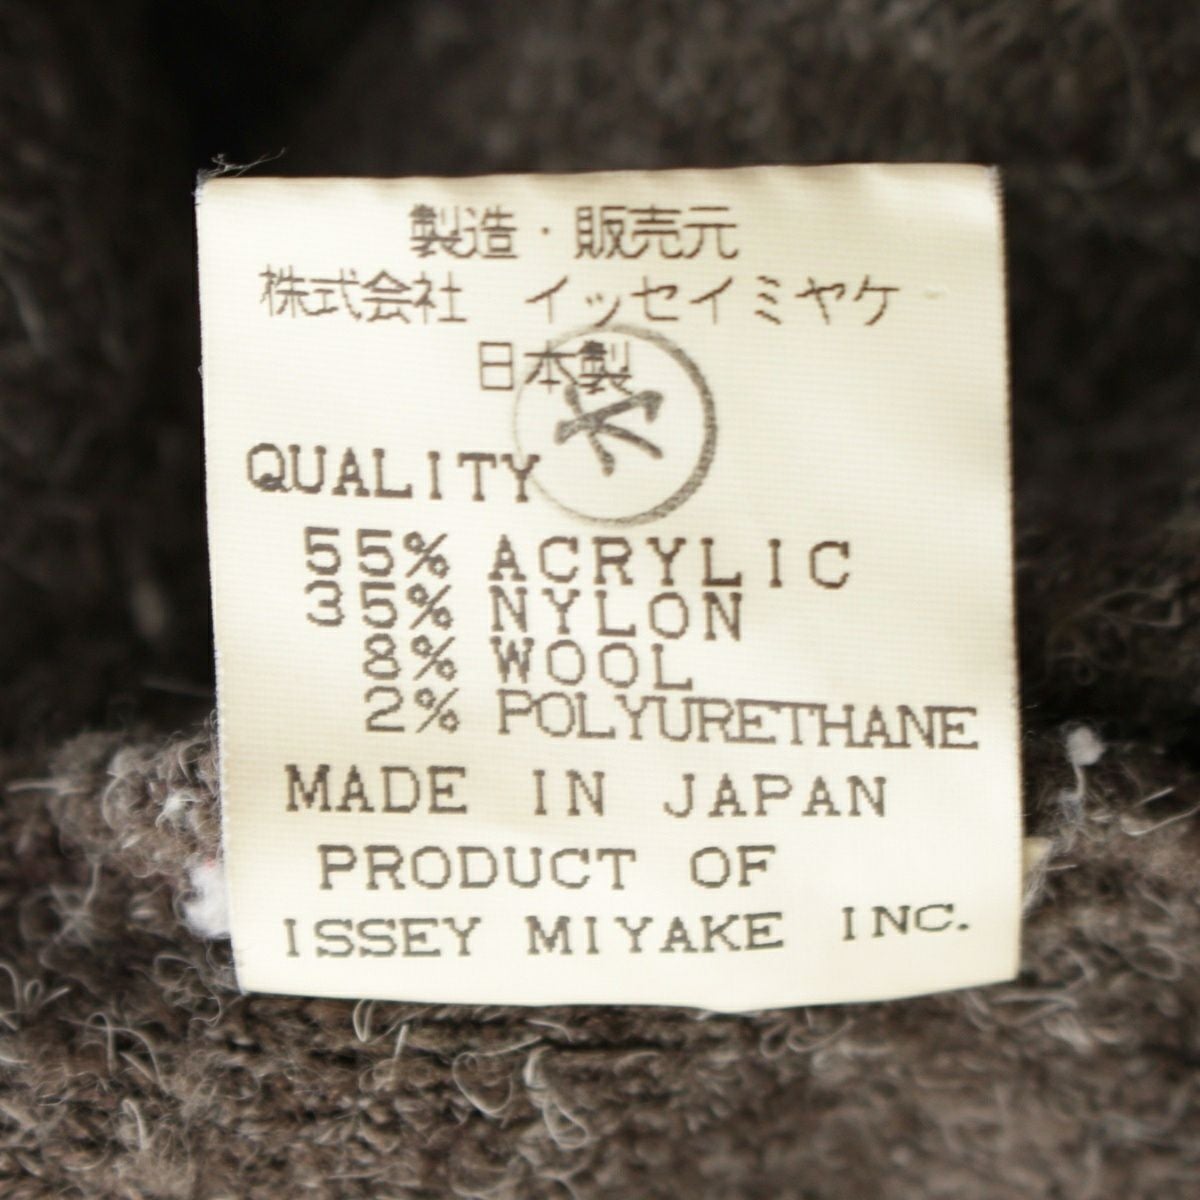 製造・販売元
株式会社 イッセイミヤケ
日本製
QUALITY
55% ACRYLIC
35% NYLON
8% WOOL
2% POLYURETHANE
MADE IN JAPAN
PRODUCT OF
ISSEY MIYAKE INC.